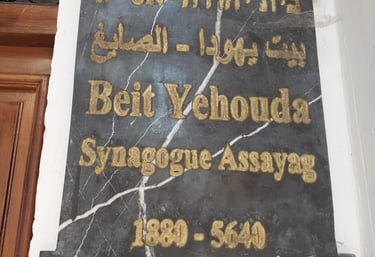 بيت يهودا - الصايغ
Beit Yehouda
Synagogue Assayag
1880 - 5640